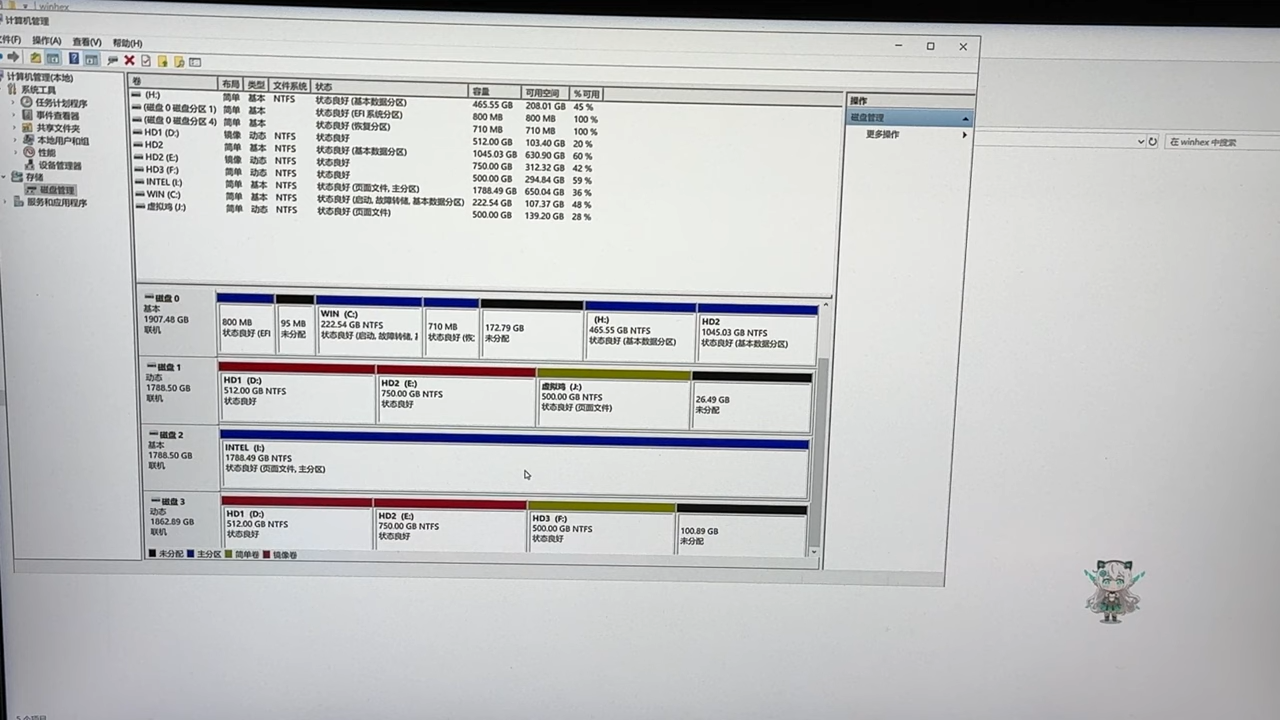 winhex
计算机管理
文件(F) 操作(A) 查看(V) 帮助(H)
计算机管理(本地)
系统工具
任务计划程序
事件查看器
共享文件夹
本地用户和组
性能
设备管理器
存储
磁盘管理
服务和应用程序
卷 布局 类型 文件系统 状态 容量 可用空间 % 可用
(H:) 简单 基本 NTFS 状态良好 (基本数据分区) 465.55 GB 208.01 GB 45 %
(磁盘 0 磁盘分区 1) 简单 基本 状态良好 (EFI 系统分区) 800 MB 800 MB 100 %
(磁盘 0 磁盘分区 4) 简单 基本 状态良好 (恢复分区) 710 MB 710 MB 100 %
HD1 (D:) 镜像 动态 NTFS 状态良好 512.00 GB 103.40 GB 20 %
HD2 简单 基本 NTFS 状态良好 (基本数据分区) 1045.03 GB 630.90 GB 60 %
HD2 (E:) 镜像 动态 NTFS 状态良好 750.00 GB 312.32 GB 42 %
HD3 (F:) 简单 动态 NTFS 状态良好 500.00 GB 294.84 GB 59 %
INTEL (I:) 简单 基本 NTFS 状态良好 (页面文件, 主分区) 1788.49 GB 650.04 GB 36 %
WIN (C:) 简单 基本 NTFS 状态良好 (启动, 故障转储, 基本数据分区) 222.54 GB 107.37 GB 48 %
虚拟鸡 (J:) 简单 动态 NTFS 状态良好 (页面文件) 500.00 GB 139.20 GB 28 %
操作
磁盘管理
更多操作
在 winhex 中搜索
磁盘 0
基本
1907.48 GB
联机
800 MB
状态良好 (EFI
95 MB
未分配
WIN (C:)
222.54 GB NTFS
状态良好 (启动, 故障转储,
710 MB
状态良好 (恢
172.79 GB
未分配
(H:)
465.55 GB NTFS
状态良好 (基本数据分区)
HD2
1045.03 GB NTFS
状态良好 (基本数据分区)
磁盘 1
动态
1788.50 GB
联机
HD1 (D:)
512.00 GB NTFS
状态良好
HD2 (E:)
750.00 GB NTFS
状态良好
虚拟鸡 (J:)
500.00 GB NTFS
状态良好 (页面文件)
26.49 GB
未分配
磁盘 2
基本
1788.50 GB
联机
INTEL (I:)
1788.49 GB NTFS
状态良好 (页面文件, 主分区)
磁盘 3
动态
1862.89 GB
联机
HD1 (D:)
512.00 GB NTFS
状态良好
HD2 (E:)
750.00 GB NTFS
状态良好
HD3 (F:)
500.00 GB NTFS
状态良好
100.89 GB
未分配
未分配 主分区 简单卷 镜像卷
5 个项目